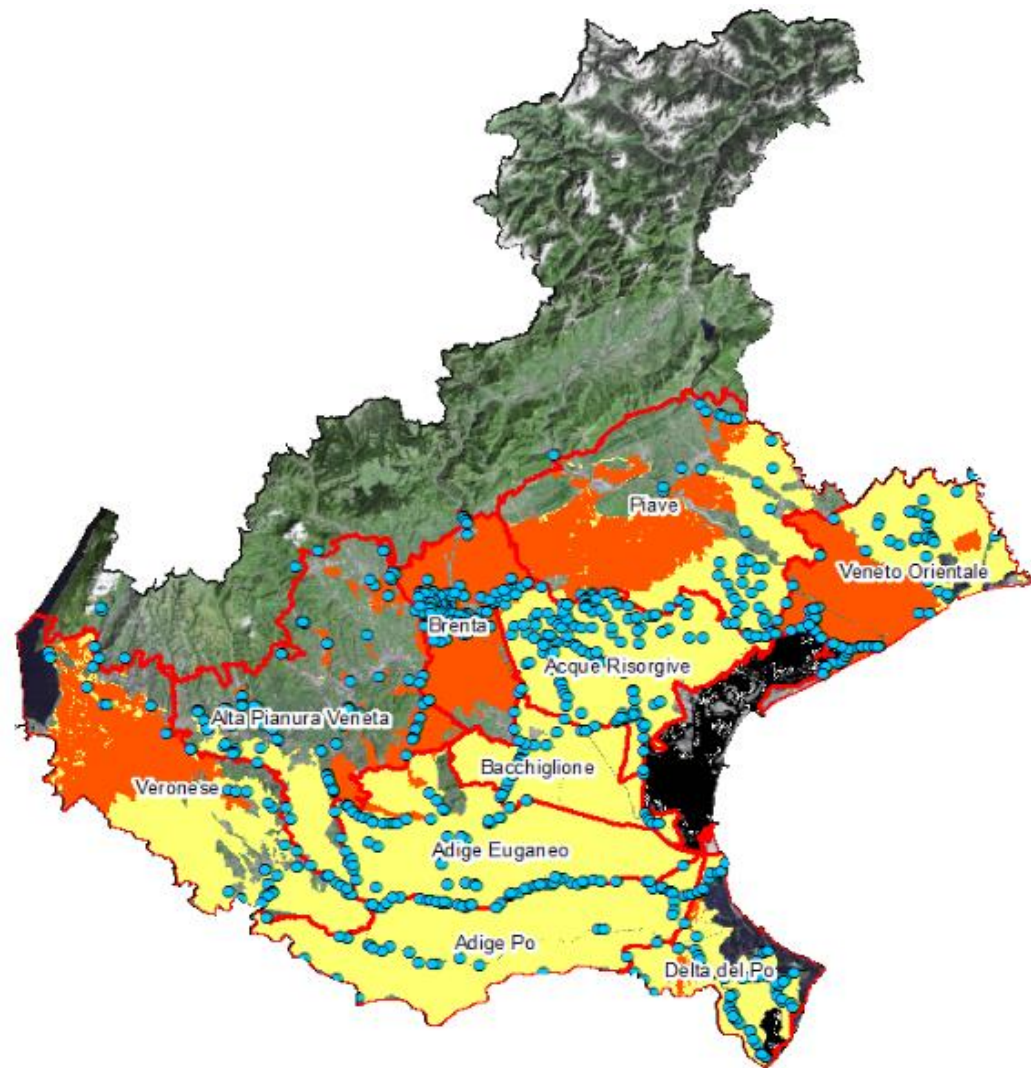 Piave
Veneto Orientale
Brenta
Acque Risorgive
Alta Pianura Veneta
Bacchiglione
Veronese
Adige Euganeo
Adige Po
Delta del Po